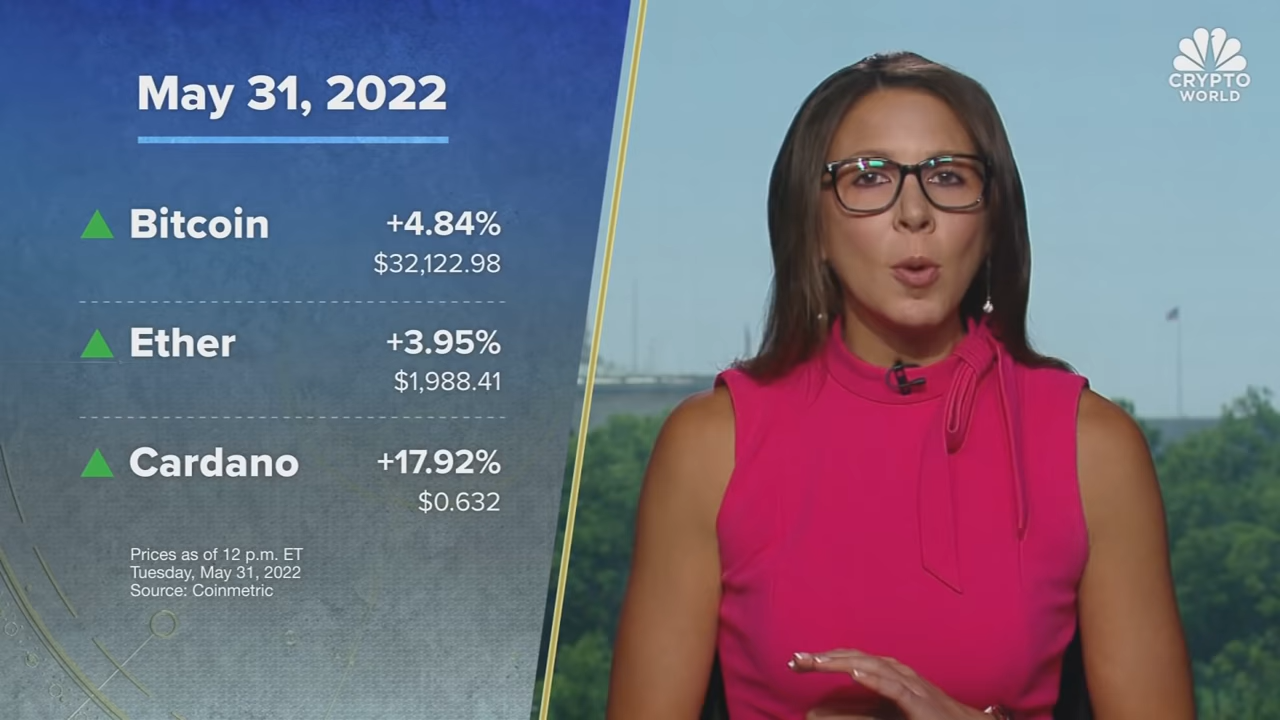 May 31, 2022
Bitcoin +4.84%
$32,122.98
Ether +3.95%
$1,988.41
Cardano +17.92%
$0.632
Prices as of 12 p.m. ET
Tuesday, May 31, 2022
Source: Coinmetric
CRYPTO
WORLD